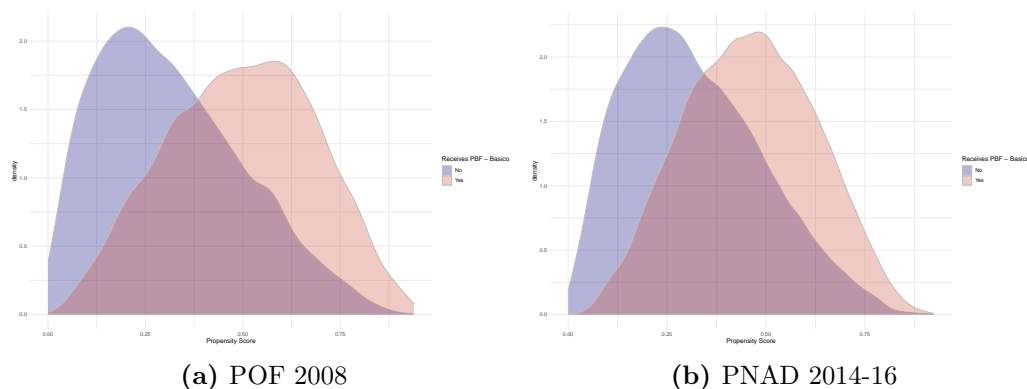 2.0
1.5
1.0
0.5
0.0
density
0.00
0.25
0.50
0.75
Propensity Score
Receives PBF − Basico
No
Yes
(a) POF 2008
2.0
1.5
1.0
0.5
0.0
density
0.00
0.25
0.50
0.75
Propensity Score
Receives PBF − Basico
No
Yes
(b) PNAD 2014-16